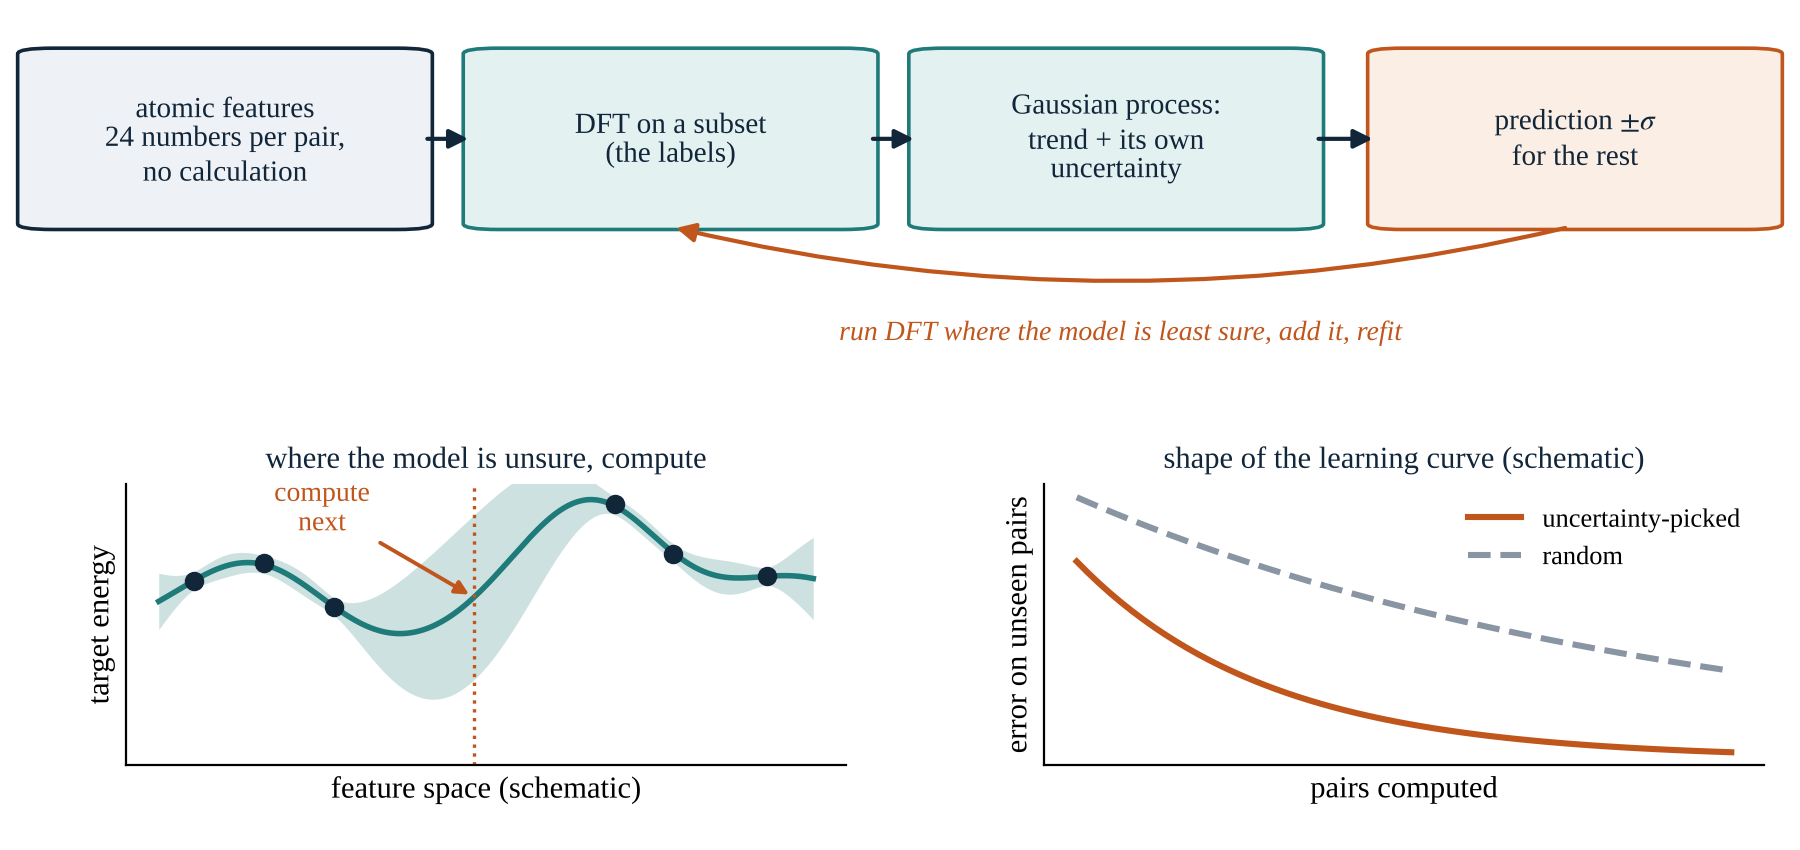 atomic features
24 numbers per pair,
no calculation
DFT on a subset
(the labels)
Gaussian process:
trend + its own
uncertainty
prediction ±σ
for the rest
run DFT where the model is least sure, add it, refit
where the model is unsure, compute
compute
next
target energy
feature space (schematic)
shape of the learning curve (schematic)
uncertainty-picked
random
error on unseen pairs
pairs computed